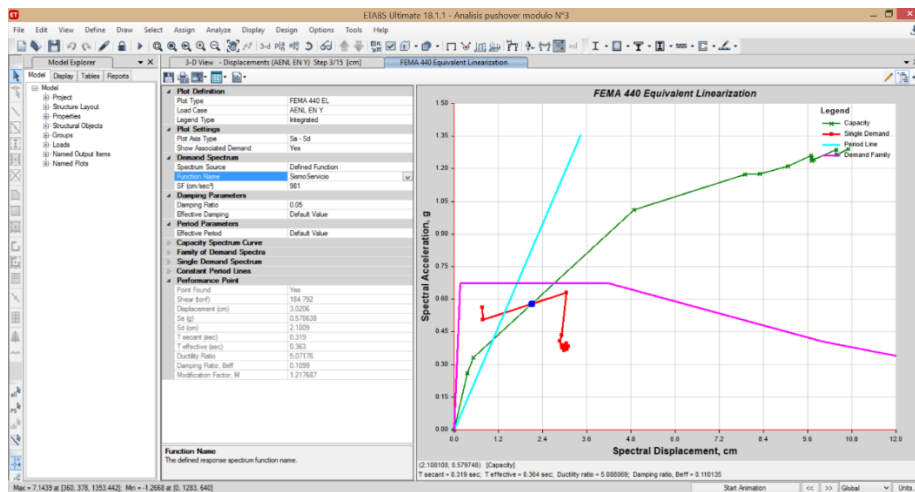 ETABS Ultimate 18.1.1 - Analisis pushover modulo N°3
File Edit View Define Draw Select Assign Analyze Display Design Options Tools Help
Model Explorer
3-D View - Displacements (AENL EN Y) Step 3/15 [cm]
FEMA 440 Equivalent Linearization
Model Display Tables Reports
Model
Project
Structure Layout
Properties
Structural Objects
Groups
Loads
Named Output Items
Named Plots
Plot Definition
Plot Type FEMA 440 EL
Load Case AENL EN Y
Legend Type Integrated
Plot Settings
Plot Axis Type Sa - Sd
Show Associated Demand Yes
Demand Spectrum
Spectrum Source Defined Function
Function Name SismoServicio
SF (cm/sec²) 981
Damping Parameters
Damping Ratio 0.05
Effective Damping Default Value
Period Parameters
Effective Period Default Value
Capacity Spectrum Curve
Family of Demand Spectra
Single Demand Spectrum
Constant Period Lines
Performance Point
Point Found Yes
Shear (tonf) 184.792
Displacement (cm) 3.0206
Sa (g) 0.578638
Sd (cm) 2.1009
T secant (sec) 0.319
T effective (sec) 0.363
Ductility Ratio 5.07176
Damping Ratio, Beff 0.1099
Modification Factor, M 1.217687
Function Name
The defined response spectrum function name.
FEMA 440 Equivalent Linearization
Legend
Capacity
Single Demand
Period Line
Demand Family
Spectral Acceleration, g
1.50
1.35
1.20
1.05
0.90
0.75
0.60
0.45
0.30
0.15
0.00
0.0 1.2 2.4 3.6 4.8 6.0 7.2 8.4 9.6 10.8 12.0
Spectral Displacement, cm
(2.108108, 0.579748) [Capacity]
T secant = 0.319 sec; T effective = 0.364 sec; Ductility ratio = 5.088969; Damping ratio, Beff = 0.110135
Max = 7.1439 at [360, 378, 1353.442]; Min = -1.2668 at [0, 1283, 640]
Start Animation << >> Global Units...